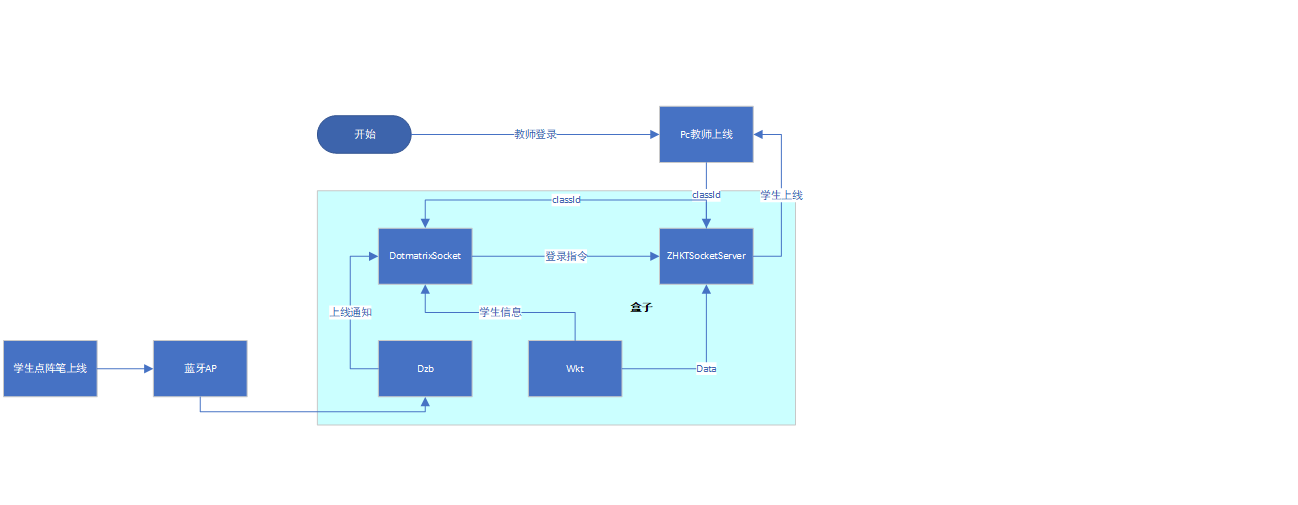 开始
教师登录
Pc教师上线
classId
classId
学生上线
DotmatrixSocket
登录指令
ZHKTSocketServer
上线通知
学生信息
盒子
学生点阵笔上线
蓝牙AP
Dzb
Wkt
Data